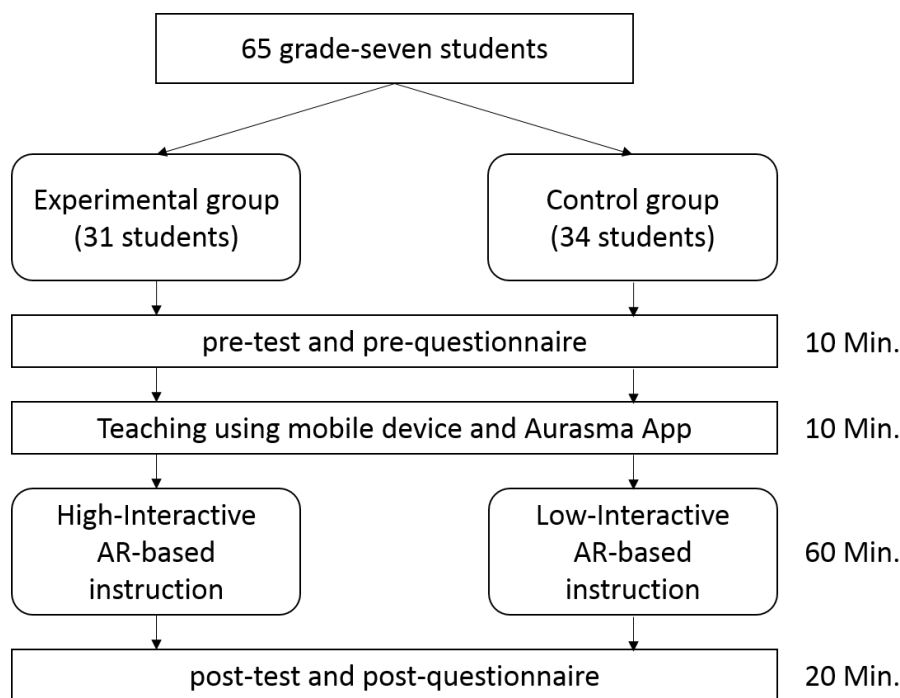 65 grade-seven students
Experimental group
(31 students)
Control group
(34 students)
pre-test and pre-questionnaire
10 Min.
Teaching using mobile device and Aurasma App
10 Min.
High-Interactive
AR-based
instruction
Low-Interactive
AR-based
instruction
60 Min.
post-test and post-questionnaire
20 Min.